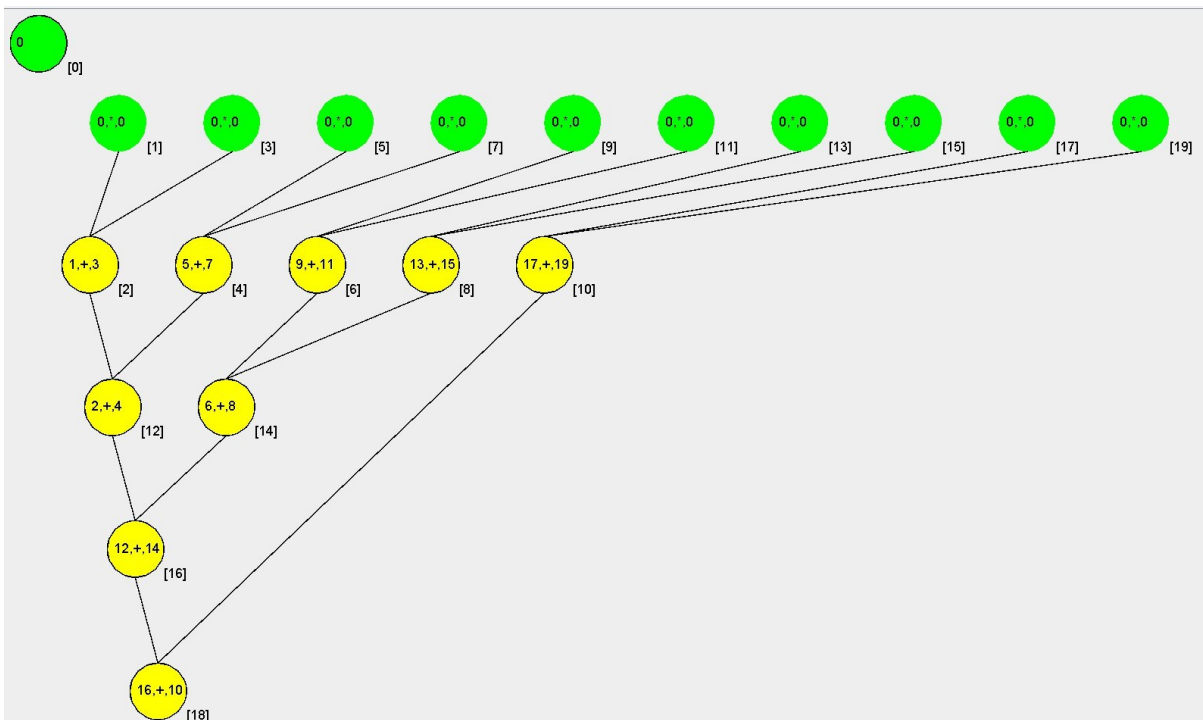 0
[0]
0,*,0 0,*,0 0,*,0 0,*,0 0,*,0 0,*,0 0,*,0 0,*,0 0,*,0 0,*,0
[1] [3] [5] [7] [9] [11] [13] [15] [17] [19]
1,+,3 5,+,7 9,+,11 13,+,15 17,+,19
[2] [4] [6] [8] [10]
2,+,4 6,+,8
[12] [14]
12,+,14
[16]
16,+,10
[18]